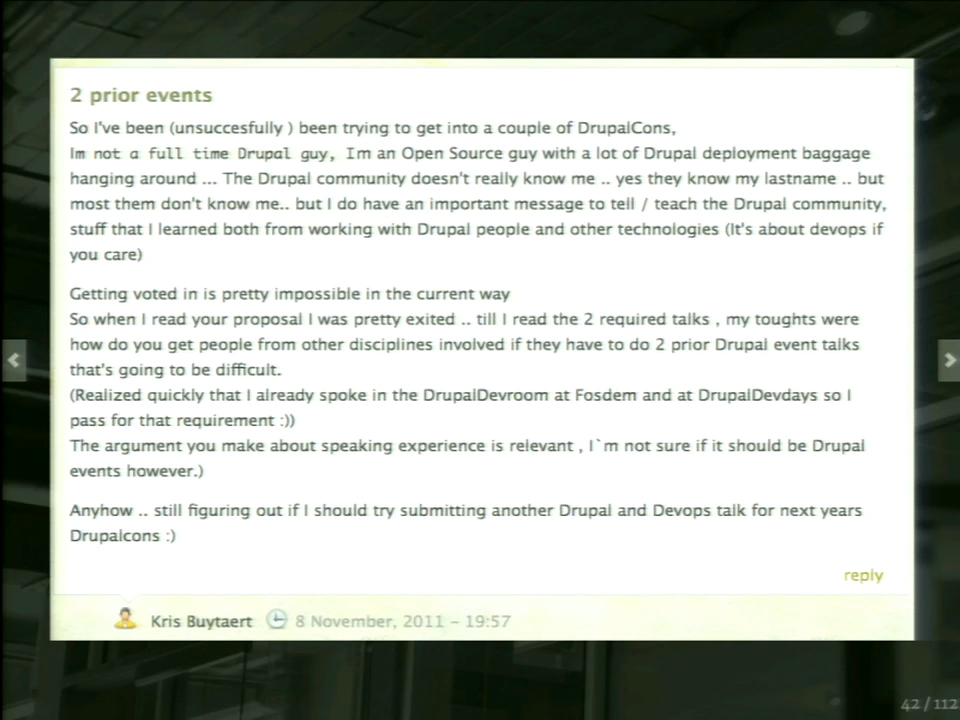 2 prior events
So I've been (unsuccesfully ) been trying to get into a couple of DrupalCons,
Im not a full time Drupal guy, Im an Open Source guy with a lot of Drupal deployment baggage
hanging around ... The Drupal community doesn't really know me .. yes they know my lastname .. but
most them don't know me.. but I do have an important message to tell / teach the Drupal community,
stuff that I learned both from working with Drupal people and other technologies (It's about devops if
you care)
Getting voted in is pretty impossible in the current way
So when I read your proposal I was pretty exited .. till I read the 2 required talks , my toughts were
how do you get people from other disciplines involved if they have to do 2 prior Drupal event talks
that's going to be difficult.
(Realized quickly that I already spoke in the DrupalDevroom at Fosdem and at DrupalDevdays so I
pass for that requirement :))
The argument you make about speaking experience is relevant , I`m not sure if it should be Drupal
events however.)
Anyhow .. still figuring out if I should try submitting another Drupal and Devops talk for next years
Drupalcons :)
reply
Kris Buytaert 8 November, 2011 – 19:57
42 / 112